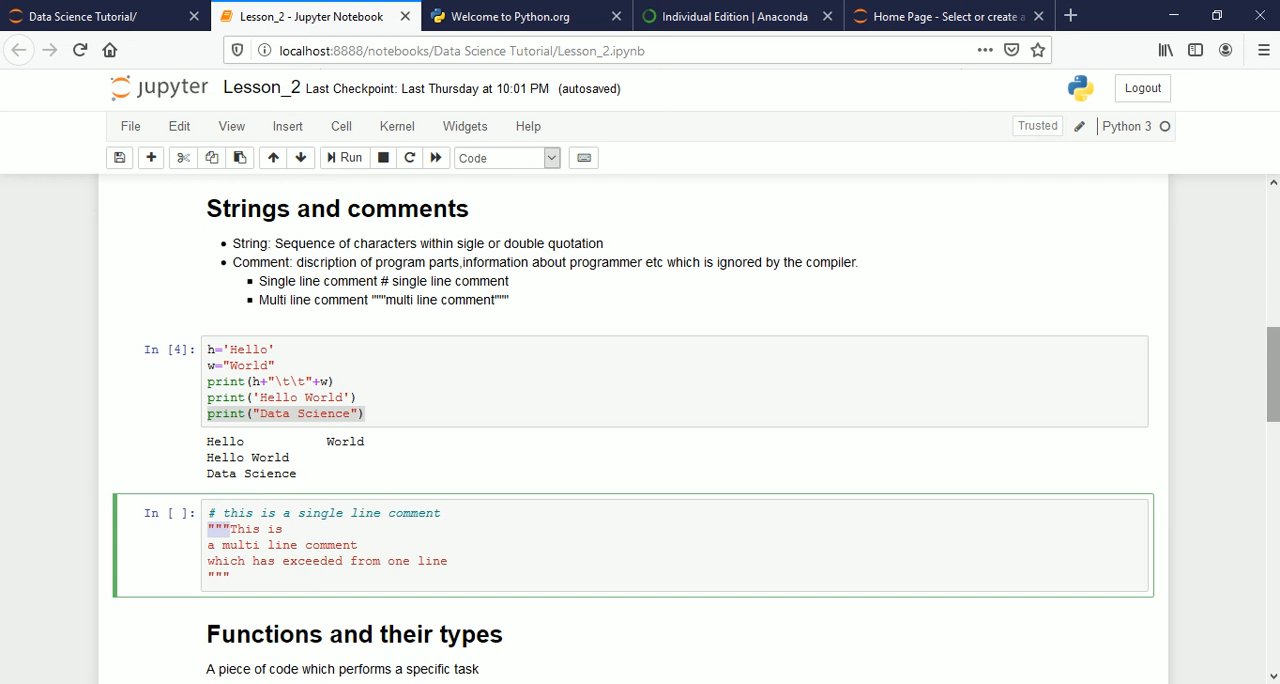 Data Science Tutorial/
Lesson_2 - Jupyter Notebook
Welcome to Python.org
Individual Edition | Anaconda
Home Page - Select or create a
localhost:8888/notebooks/Data Science Tutorial/Lesson_2.ipynb
jupyter Lesson_2 Last Checkpoint: Last Thursday at 10:01 PM (autosaved)
Logout
File Edit View Insert Cell Kernel Widgets Help
Trusted Python 3
Run Code
Strings and comments
• String: Sequence of characters within sigle or double quotation
• Comment: discription of program parts,information about programmer etc which is ignored by the compiler.
▪ Single line comment # single line comment
▪ Multi line comment """multi line comment"""
In [4]: h='Hello'
w="World"
print(h+"\t\t"+w)
print('Hello World')
print("Data Science")
Hello World
Hello World
Data Science
In [ ]: # this is a single line comment
"""This is
a multi line comment
which has exceeded from one line
"""
Functions and their types
A piece of code which performs a specific task